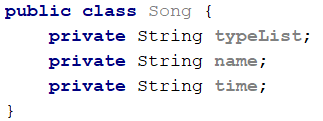 public class Song {
    private String typeList;
    private String name;
    private String time;
}